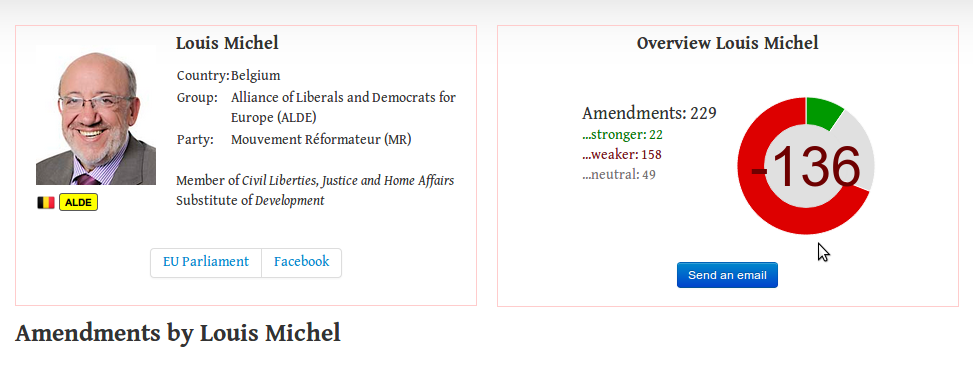 Louis Michel
Country: Belgium
Group: Alliance of Liberals and Democrats for
Europe (ALDE)
Party: Mouvement Réformateur (MR)
Member of Civil Liberties, Justice and Home Affairs
Substitute of Development
ALDE
EU Parliament Facebook
Overview Louis Michel
Amendments: 229
...stronger: 22
...weaker: 158
...neutral: 49
-136
Send an email
Amendments by Louis Michel